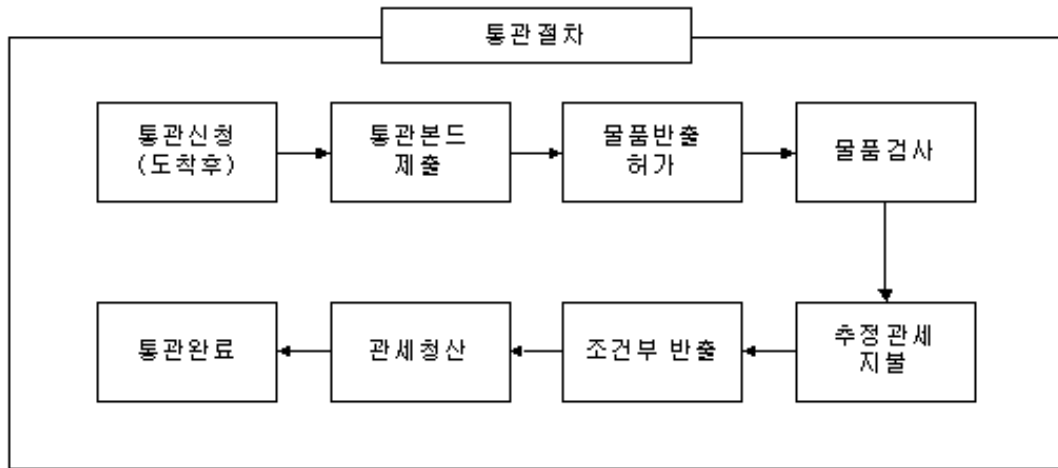 통관절차
통관신청
(도착후)
통관본드
제출
물품반출
허가
물품검사
추정관세
지불
조건부 반출
관세청산
통관완료